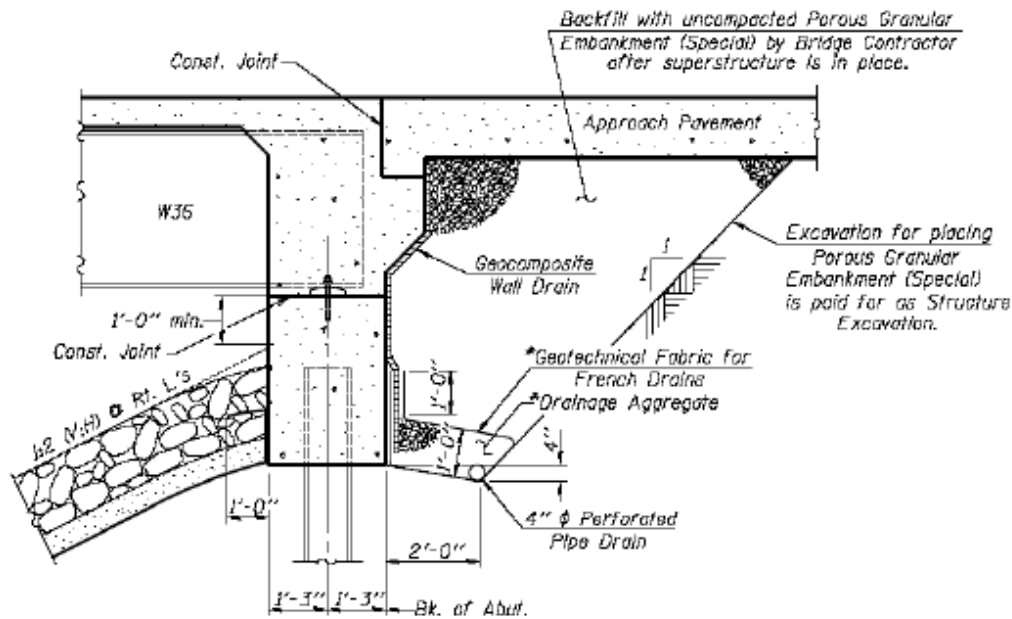 Backfill with uncompacted Porous Granular
Embankment (Special) by Bridge Contractor
after superstructure is in place.
Const. Joint
Approach Pavement
W36
Excavation for placing
Porous Granular
Embankment (Special)
is paid for as Structure
Excavation.
1
1
Geocomposite
Wall Drain
1'-0" min.
Const. Joint
*Geotechnical Fabric for
French Drains
*Drainage Aggregate
1:2 (V:H) @ Rt. L's
1'-0"
1'-0"
4"
1'-0"
4" ϕ Perforated
Pipe Drain
2'-0"
1'-3"
1'-3"
Bk. of Abut.